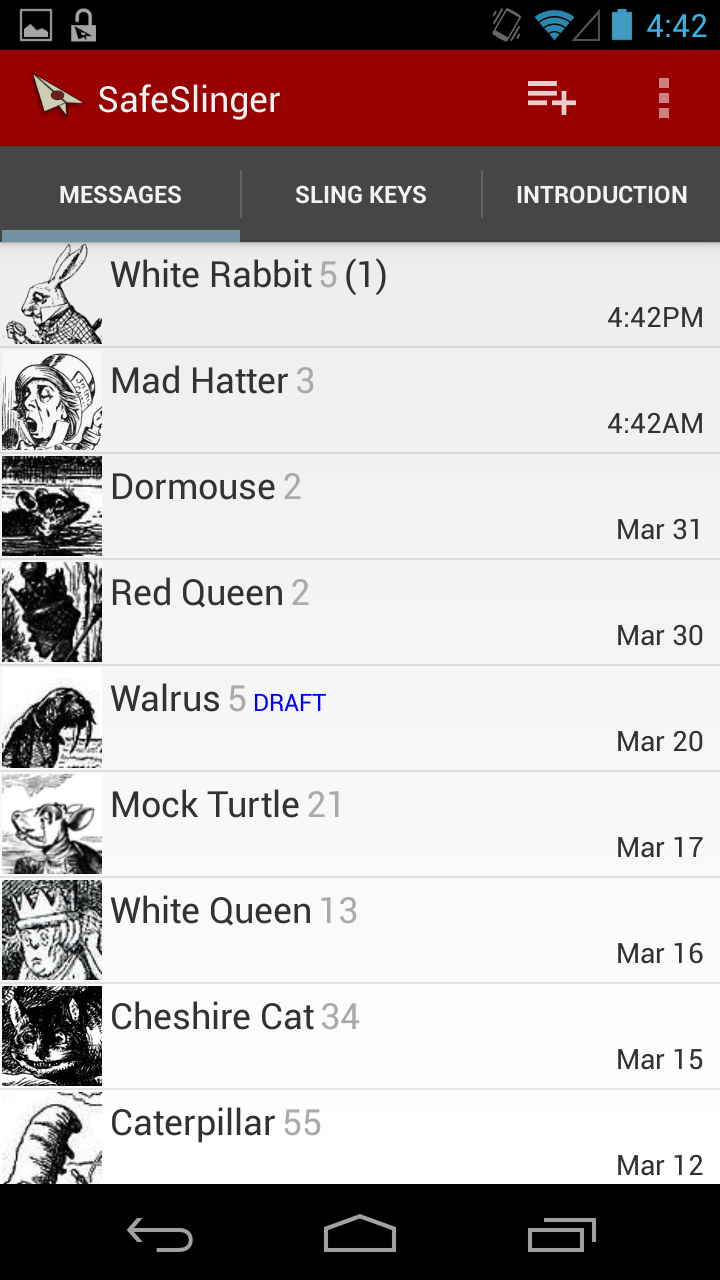 4:42
SafeSlinger
MESSAGES
SLING KEYS
INTRODUCTION
White Rabbit 5 (1)
4:42PM
Mad Hatter 3
4:42AM
Dormouse 2
Mar 31
Red Queen 2
Mar 30
Walrus 5 DRAFT
Mar 20
Mock Turtle 21
Mar 17
White Queen 13
Mar 16
Cheshire Cat 34
Mar 15
Caterpillar 55
Mar 12